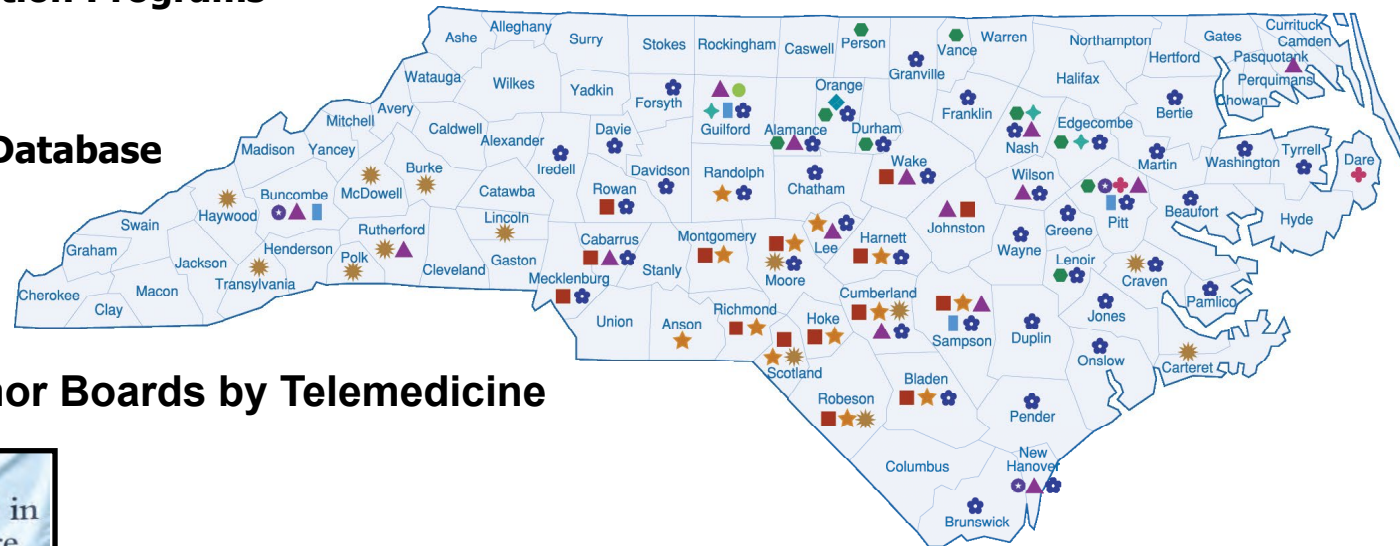 tion Programs
Database
nor Boards by Telemedicine
in
re
Ashe
Alleghany
Surry
Stokes
Rockingham
Caswell
Person
Vance
Warren
Northampton
Gates
Currituck
Camden
Pasquotank
Perquimans
Chowan
Hertford
Halifax
Granville
Watauga
Wilkes
Yadkin
Forsyth
Guilford
Orange
Alamance
Durham
Franklin
Nash
Edgecombe
Bertie
Martin
Washington
Tyrrell
Dare
Mitchell
Avery
Caldwell
Alexander
Davie
Iredell
Davidson
Randolph
Chatham
Wake
Wilson
Madison
Yancey
McDowell
Burke
Catawba
Rowan
Haywood
Buncombe
Lincoln
Swain
Rutherford
Cabarrus
Montgomery
Lee
Harnett
Johnston
Wayne
Greene
Pitt
Beaufort
Hyde
Graham
Jackson
Henderson
Polk
Cleveland
Gaston
Mecklenburg
Stanly
Moore
Lenoir
Craven
Pamlico
Cherokee
Clay
Macon
Transylvania
Union
Anson
Richmond
Hoke
Cumberland
Sampson
Duplin
Jones
Onslow
Carteret
Scotland
Robeson
Bladen
Pender
Columbus
New
Hanover
Brunswick